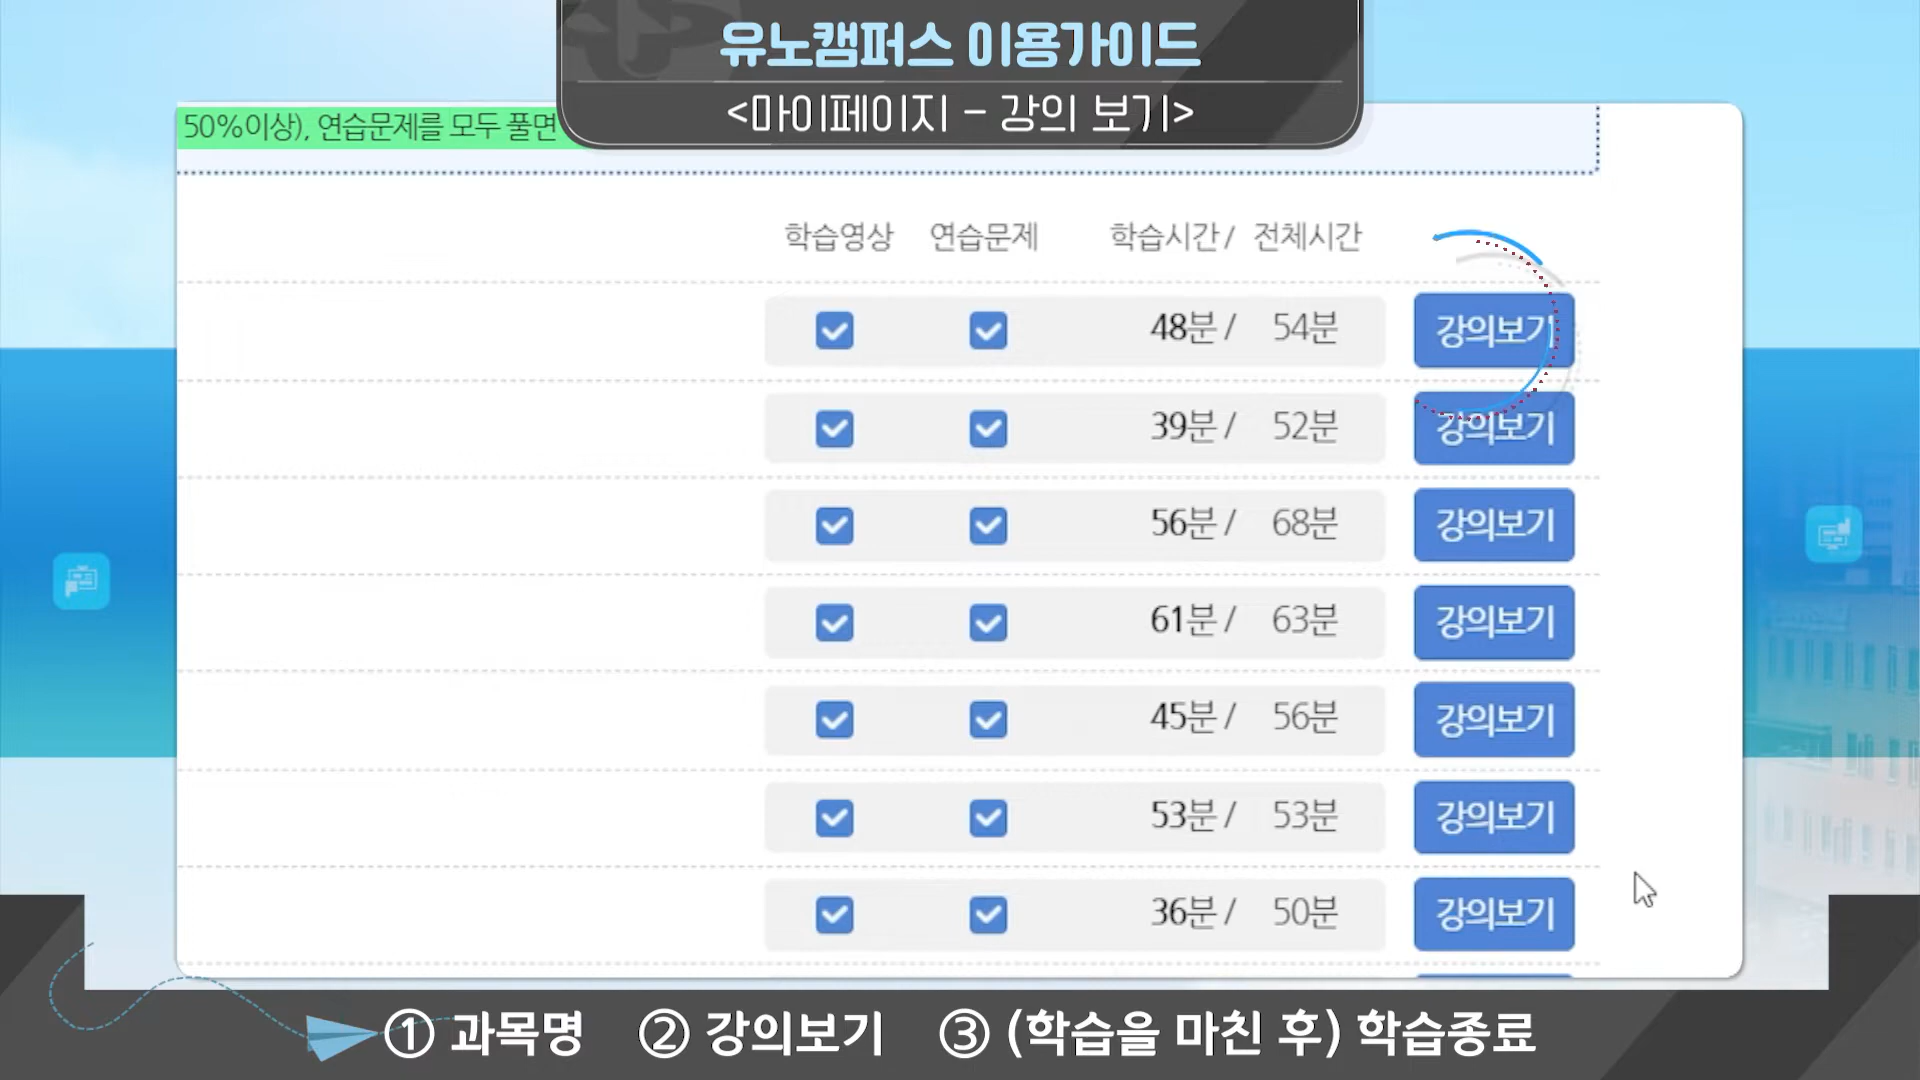 유노캠퍼스 이용가이드
<마이페이지 - 강의 보기>
50%이상), 연습문제를 모두 풀면
학습영상 연습문제 학습시간 / 전체시간
48분 / 54분 강의보기
39분 / 52분 강의보기
56분 / 68분 강의보기
61분 / 63분 강의보기
45분 / 56분 강의보기
53분 / 53분 강의보기
36분 / 50분 강의보기
① 과목명 ② 강의보기 ③ (학습을 마친 후) 학습종료